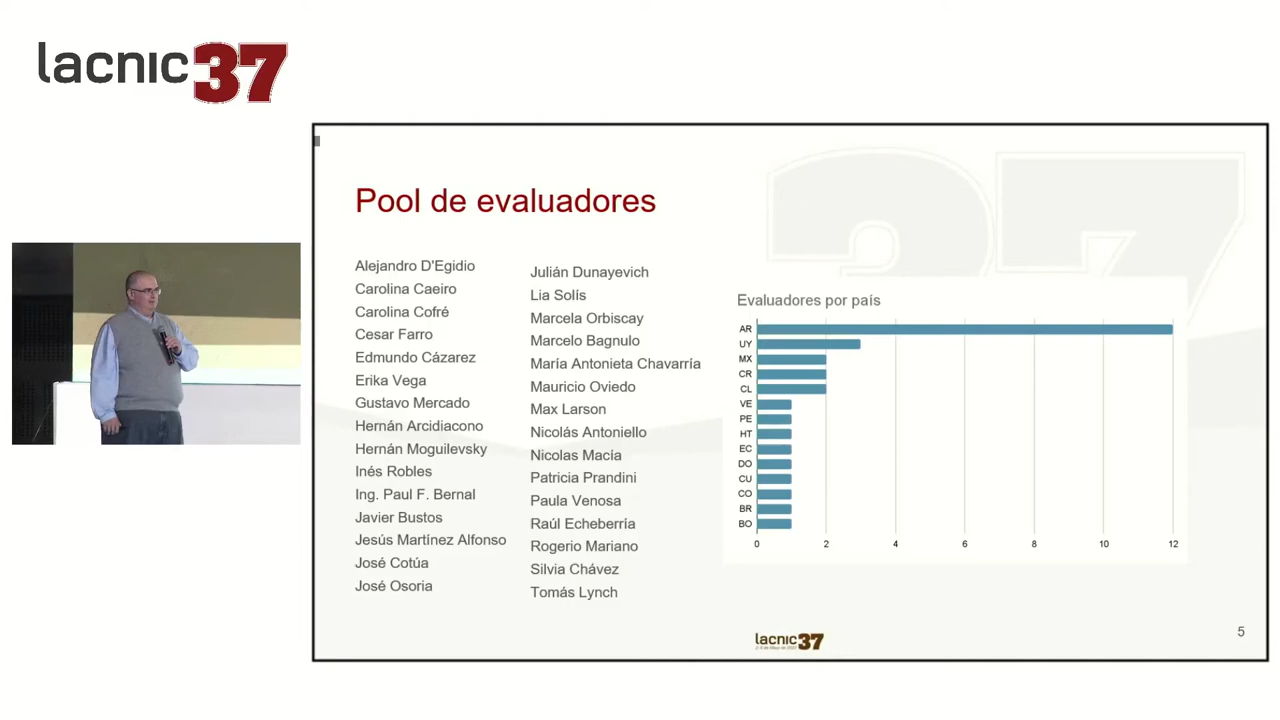 lacnic37
Pool de evaluadores
Alejandro D'Egidio
Carolina Caeiro
Carolina Cofré
Cesar Farro
Edmundo Cázarez
Erika Vega
Gustavo Mercado
Hernán Arcidiacono
Hernán Moguilevsky
Inés Robles
Ing. Paul F. Bernal
Javier Bustos
Jesús Martínez Alfonso
José Cotúa
José Osoria
Julián Dunayevich
Lia Solís
Marcela Orbiscay
Marcelo Bagnulo
María Antonieta Chavarría
Mauricio Oviedo
Max Larson
Nicolás Antoniello
Nicolas Macía
Patricia Prandini
Paula Venosa
Raúl Echeberría
Rogerio Mariano
Silvia Chávez
Tomás Lynch
37
Evaluadores por país
AR
UY
MX
CR
CL
VE
PE
HT
EC
DO
CU
CO
BR
BO
0 2 4 6 8 10 12
lacnic37
5